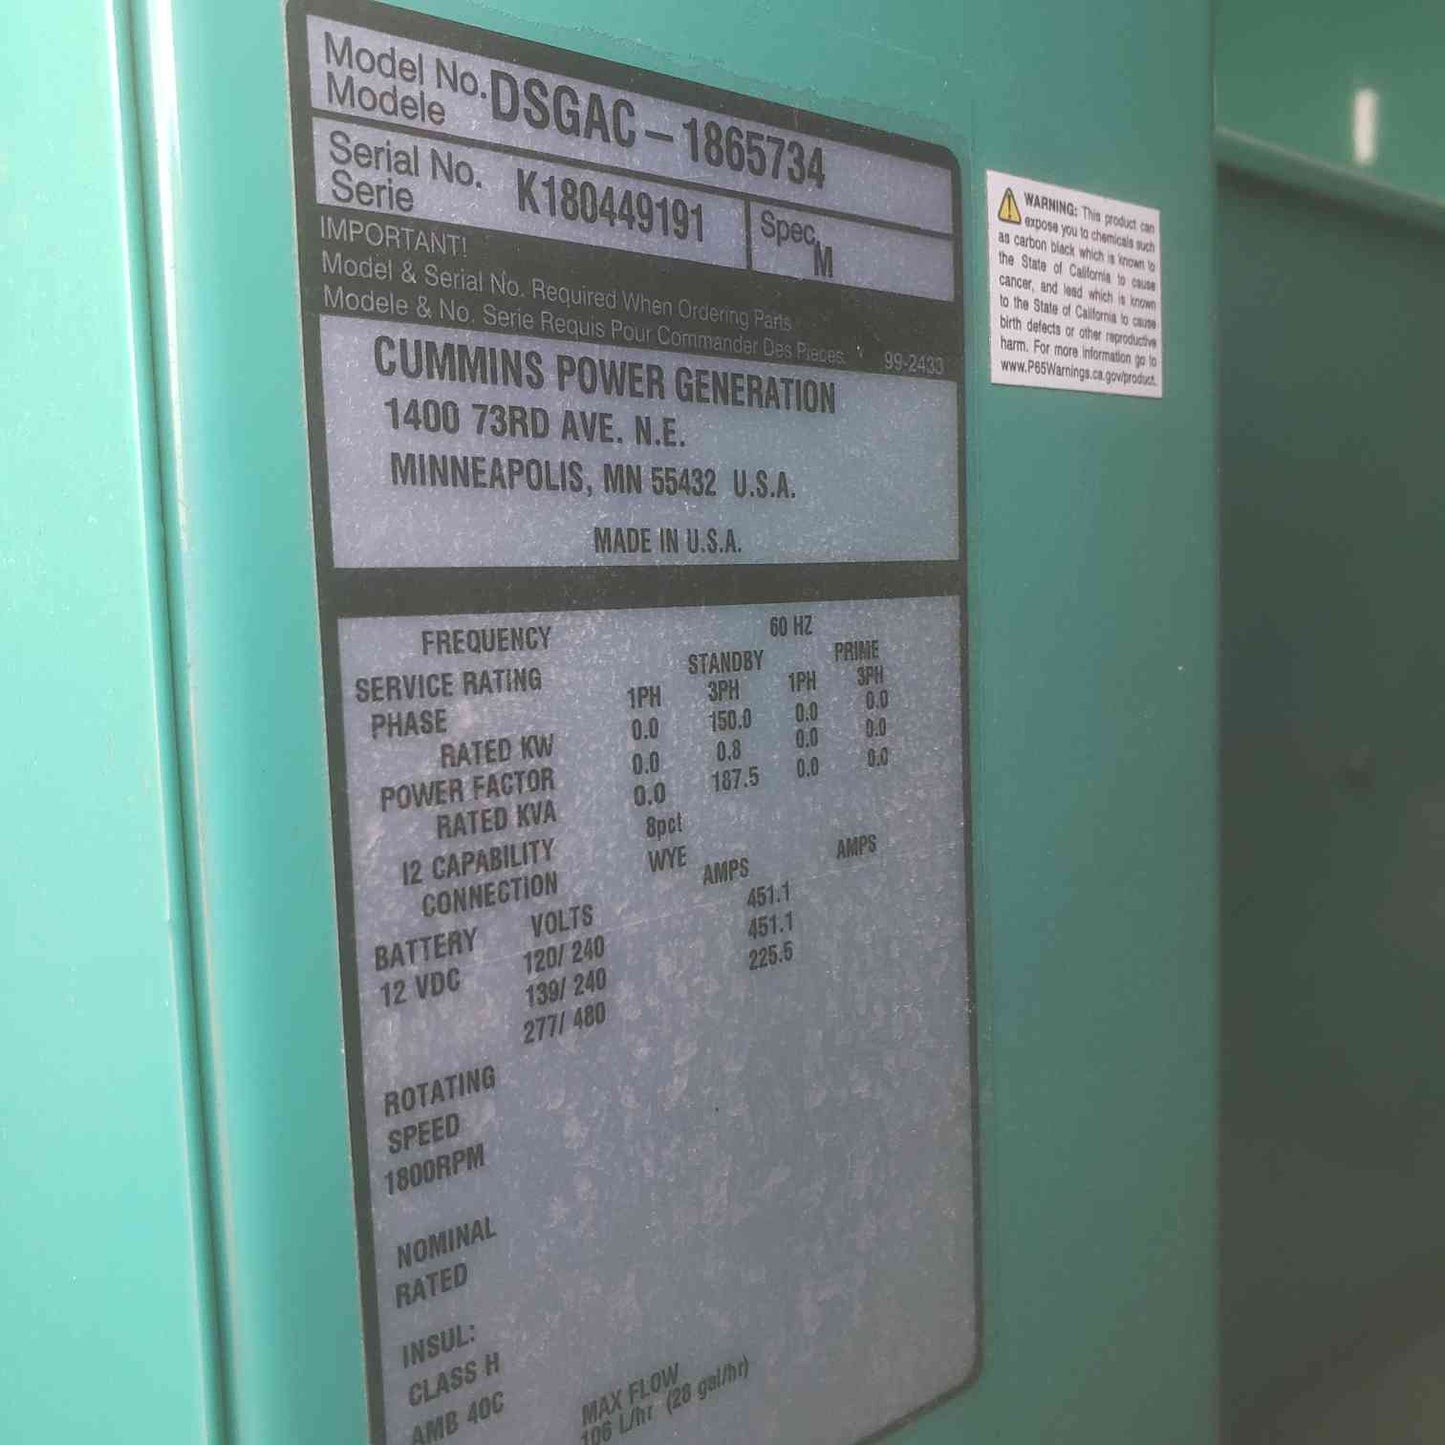 Model No. DSGAC-1865734
Modele
Serial No. K180449191
Serie
Spec M
IMPORTANT!
Model & Serial No. Required When Ordering Parts
Modele & No. Serie Requis Pour Commander Des Pieces. 99-2433
CUMMINS POWER GENERATION
1400 73RD AVE. N.E.
MINNEAPOLIS, MN 55432 U.S.A.
MADE IN U.S.A.
FREQUENCY 60 HZ
SERVICE RATING STANDBY PRIME
PHASE 1PH 3PH 1PH 3PH
RATED KW 0.0 150.0 0.0 0.0
POWER FACTOR 0.0 0.8 0.0 0.0
RATED KVA 0.0 187.5 0.0 0.0
I2 CAPABILITY 8pct
CONNECTION WYE
BATTERY VOLTS AMPS AMPS
12 VDC 120/ 240 451.1
139/ 240 451.1
277/ 480 225.5
ROTATING
SPEED
1800RPM
NOMINAL
RATED
INSUL:
CLASS H
AMB 40C
MAX FLOW
106 L/hr (28 gal/hr)
WARNING: This product can
expose you to chemicals such
as carbon black which is known to
the State of California to cause
cancer, and lead which is known
to the State of California to cause
birth defects or other reproductive
harm. For more information go to
www.P65Warnings.ca.gov/product.